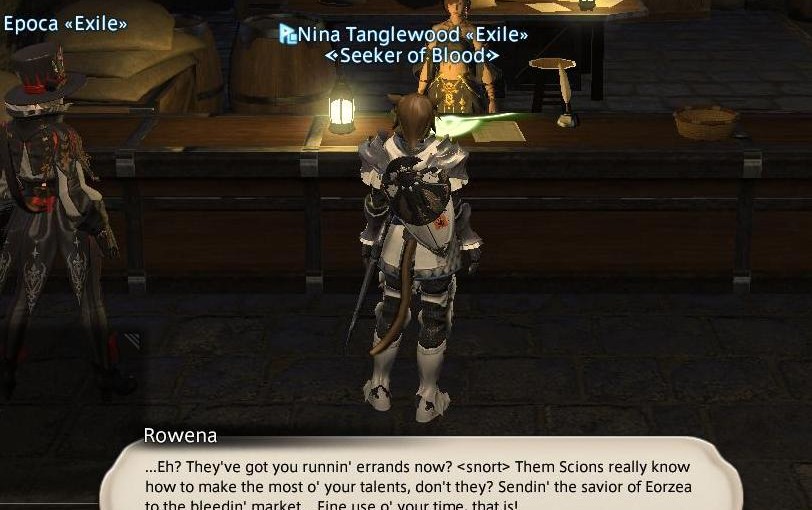 Epoca «Exile»
Nina Tanglewood «Exile»
«Seeker of Blood»
Rowena
...Eh? They've got you runnin' errands now? <snort> Them Scions really know
how to make the most o' your talents, don't they? Sendin' the savior of Eorzea
to the bleedin' market... Fine use o' your time, that is!